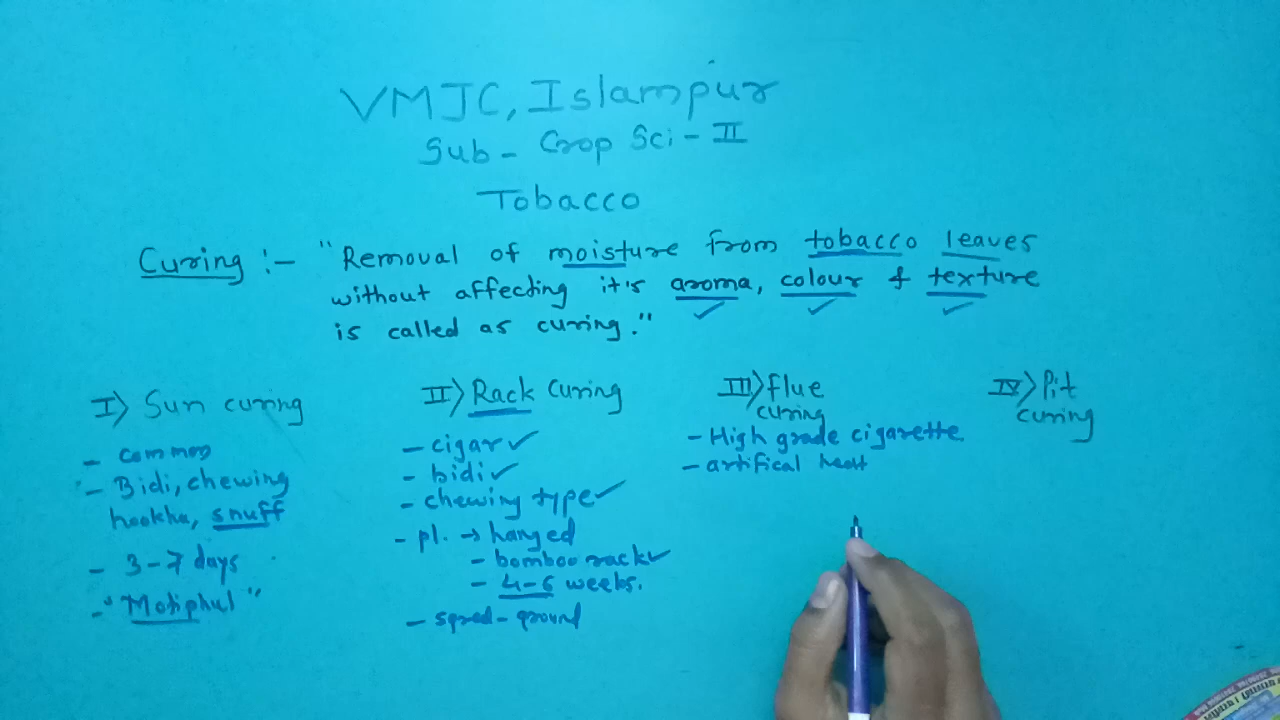 VMJC, Islampur
Sub - Crop Sci - II
Tobacco
Curing :- "Removal of moisture from tobacco leaves
without affecting it's aroma, colour & texture
is called as curing."
I) Sun curing
- common
- Bidi, chewing
hookha, snuff
- 3-7 days
- "Motiphul"
II) Rack curing
- cigar ✓
- bidi ✓
- chewing type ✓
- pl. → hanged
- bomboo rack ✓
- 4-6 weeks.
- spred - ground
III) flue
curing
- High grade cigarette.
- artifical heat
IV) Pit
curing